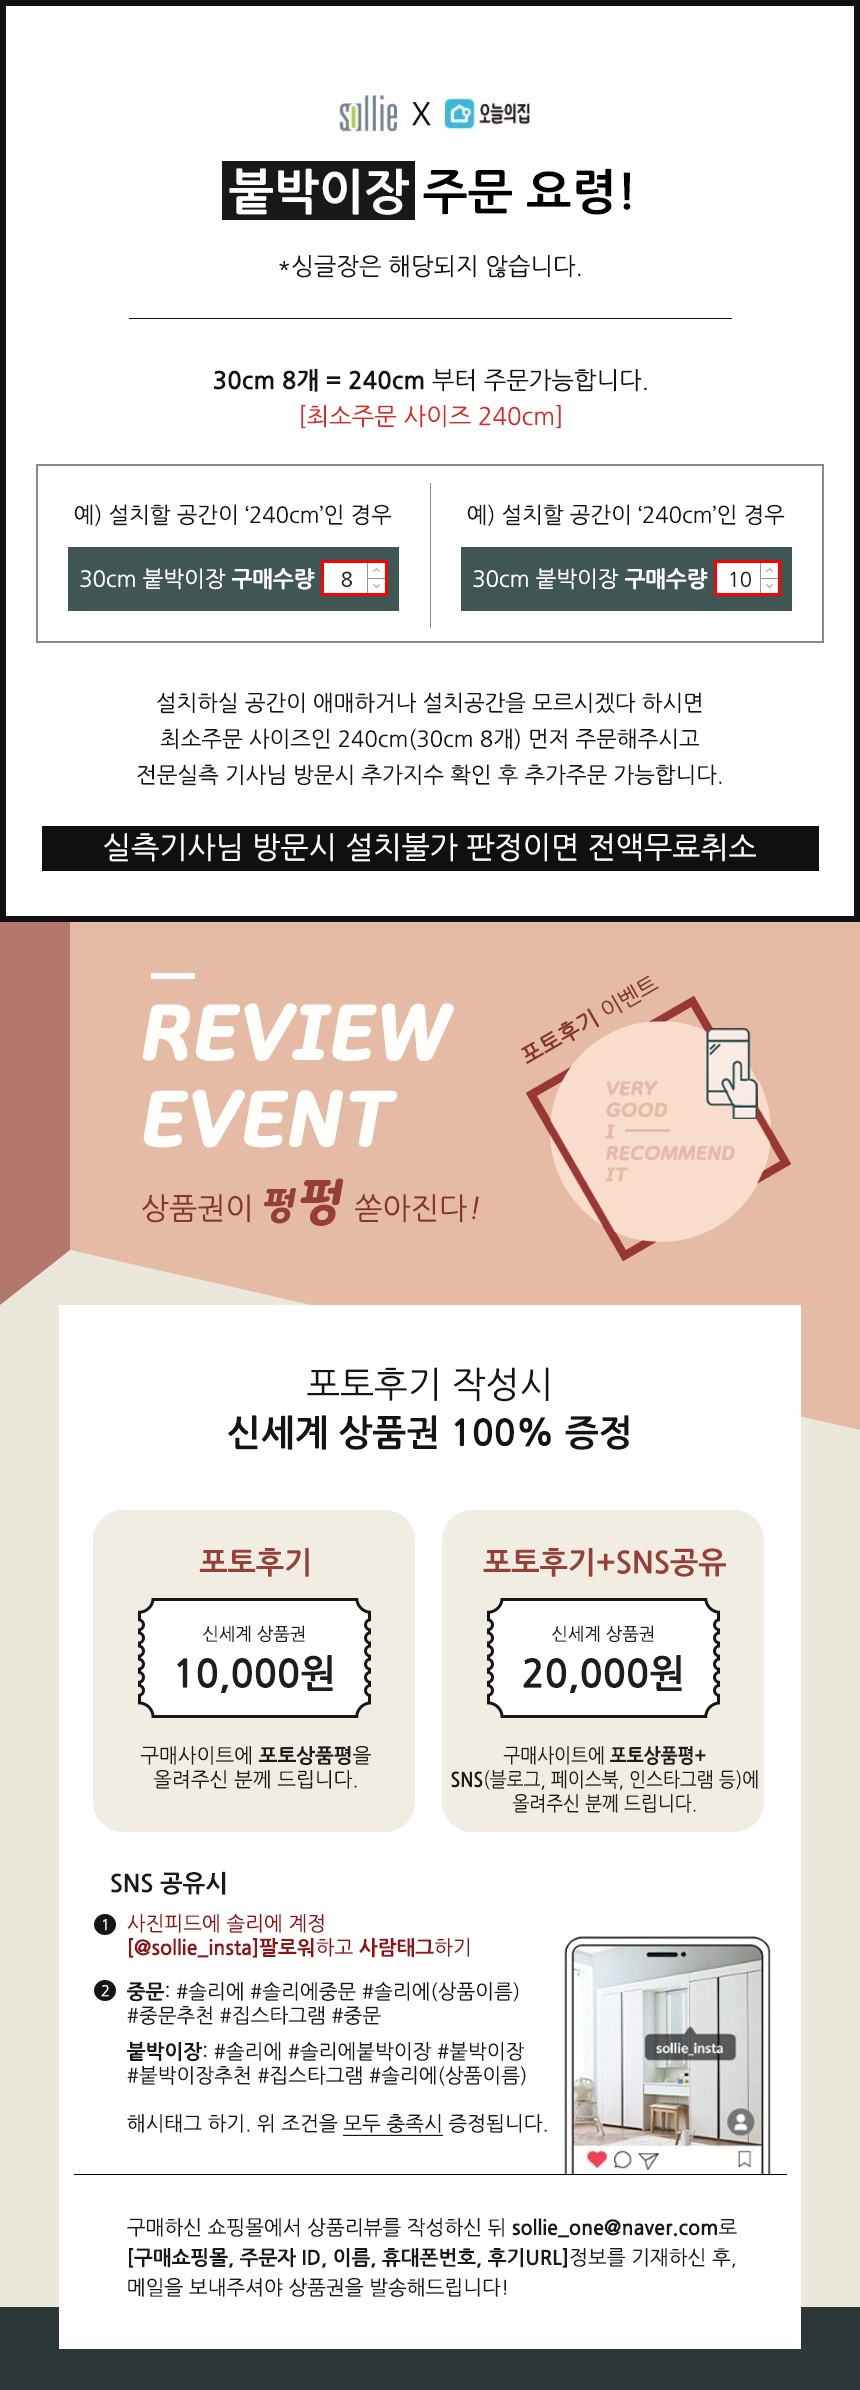 sollie X 오늘의집
붙박이장 주문 요령!
*싱글장은 해당되지 않습니다.
30cm 8개 = 240cm 부터 주문가능합니다.
[최소주문 사이즈 240cm]
예) 설치할 공간이 ‘240cm’인 경우
30cm 붙박이장 구매수량 8
예) 설치할 공간이 ‘240cm’인 경우
30cm 붙박이장 구매수량 10
설치하실 공간이 애매하거나 설치공간을 모르시겠다 하시면
최소주문 사이즈인 240cm(30cm 8개) 먼저 주문해주시고
전문실측 기사님 방문시 추가지수 확인 후 추가주문 가능합니다.
실측기사님 방문시 설치불가 판정이면 전액무료취소
REVIEW
EVENT
상품권이 펑펑 쏟아진다!
포토후기 이벤트
VERY
GOOD
I
RECOMMEND
IT
포토후기 작성시
신세계 상품권 100% 증정
포토후기
신세계 상품권
10,000원
구매사이트에 포토상품평을
올려주신 분께 드립니다.
포토후기+SNS공유
신세계 상품권
20,000원
구매사이트에 포토상품평+
SNS(블로그, 페이스북, 인스타그램 등)에
올려주신 분께 드립니다.
SNS 공유시
1 사진피드에 솔리에 계정
[@sollie_insta]팔로워하고 사람태그하기
2 중문: #솔리에 #솔리에중문 #솔리에(상품이름)
#중문추천 #집스타그램 #중문
붙박이장: #솔리에 #솔리에붙박이장 #붙박이장
#붙박이장추천 #집스타그램 #솔리에(상품이름)
해시태그 하기. 위 조건을 모두 충족시 증정됩니다.
sollie_insta
구매하신 쇼핑몰에서 상품리뷰를 작성하신 뒤 sollie_one@naver.com로
[구매쇼핑몰, 주문자 ID, 이름, 휴대폰번호, 후기URL]정보를 기재하신 후,
메일을 보내주셔야 상품권을 발송해드립니다!